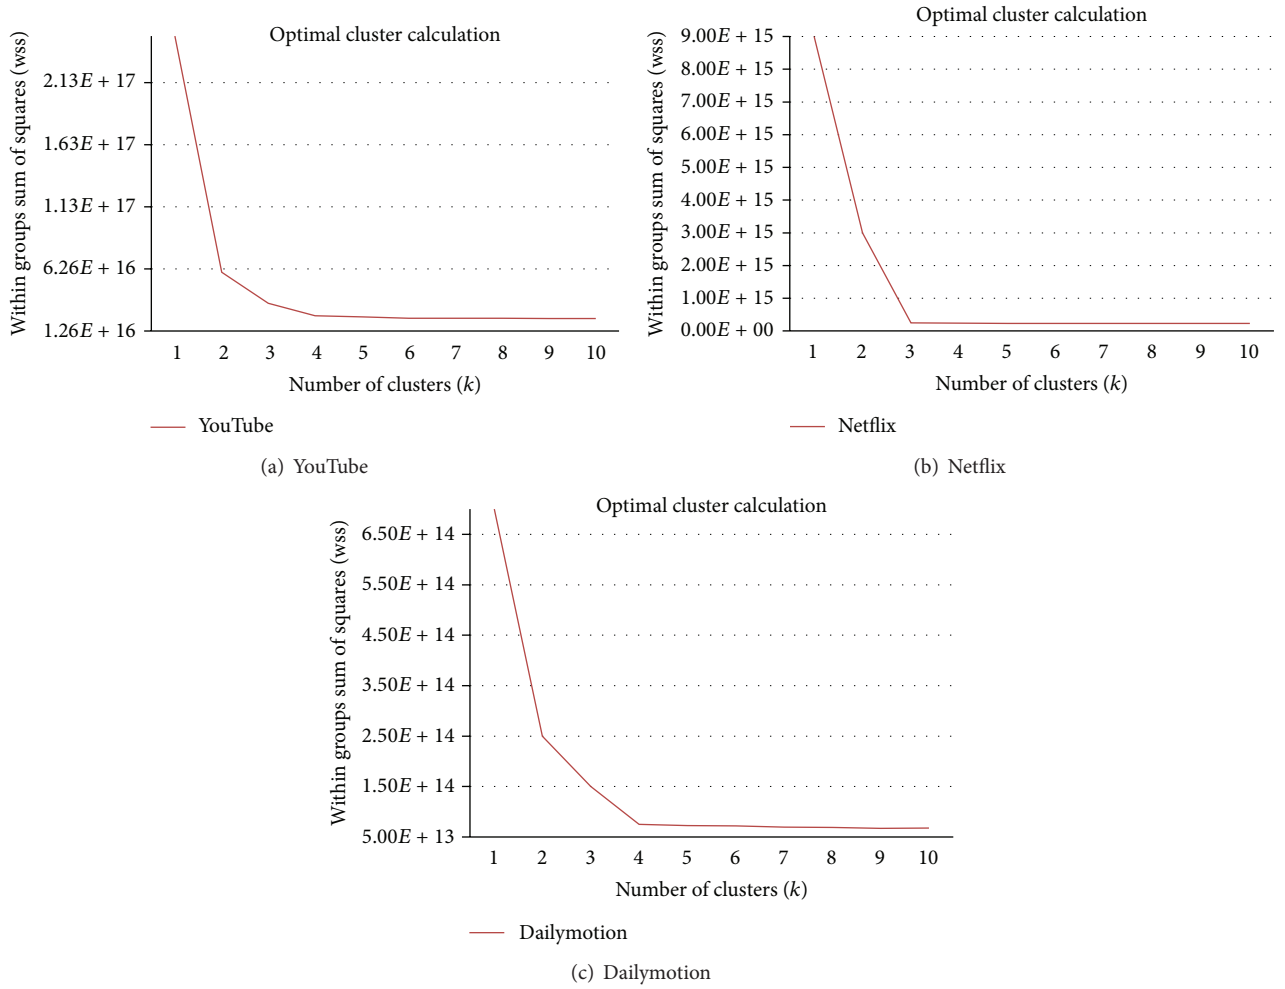 Optimal cluster calculation
Within groups sum of squares (wss)
2.13E + 17
1.63E + 17
1.13E + 17
6.26E + 16
1.26E + 16
1 2 3 4 5 6 7 8 9 10
Number of clusters (k)
YouTube
(a) YouTube
Optimal cluster calculation
Within groups sum of squares (wss)
9.00E + 15
8.00E + 15
7.00E + 15
6.00E + 15
5.00E + 15
4.00E + 15
3.00E + 15
2.00E + 15
1.00E + 15
0.00E + 00
1 2 3 4 5 6 7 8 9 10
Number of clusters (k)
Netflix
(b) Netflix
Optimal cluster calculation
Within groups sum of squares (wss)
6.50E + 14
5.50E + 14
4.50E + 14
3.50E + 14
2.50E + 14
1.50E + 14
5.00E + 13
1 2 3 4 5 6 7 8 9 10
Number of clusters (k)
Dailymotion
(c) Dailymotion